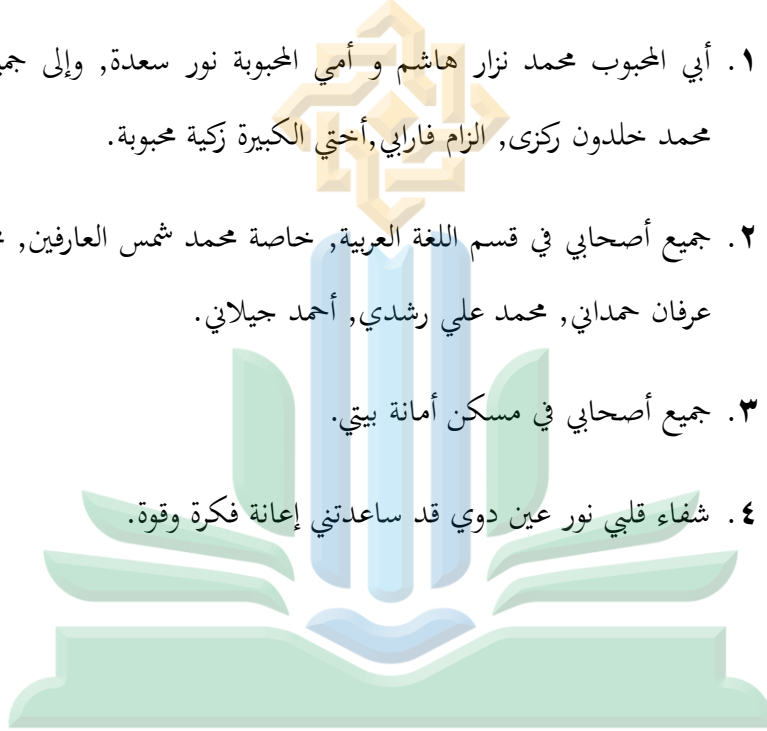 ١. أبي المحبوب محمد نزار هاشم و أمي المحبوبة نور سعدة, وإلى
محمد خلدون ركزى, الزام فارابي,أختي الكبيرة زكية محبوبة.
٢. جميع أصحابي في قسم اللغة العربية, خاصة محمد شمس العارفين,
عرفان حمداني, محمد علي رشدي, أحمد جيلاني.
٣. جميع أصحابي في مسكن أمانة بيتي.
٤. شفاء قلبي نور عين دوي قد ساعدتني إعانة فكرة وقوة.